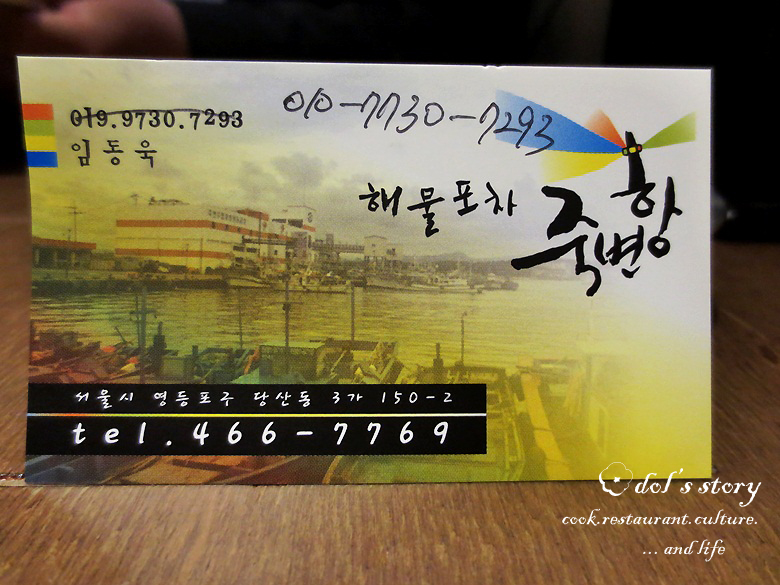 010-7730-7293
019.9730.7293
임동욱
해물포차
죽변항
서울시 영등포구 당산동 3가 150-2
tel.466-7769
dol's story
cook.restaurant.culture.
... and life